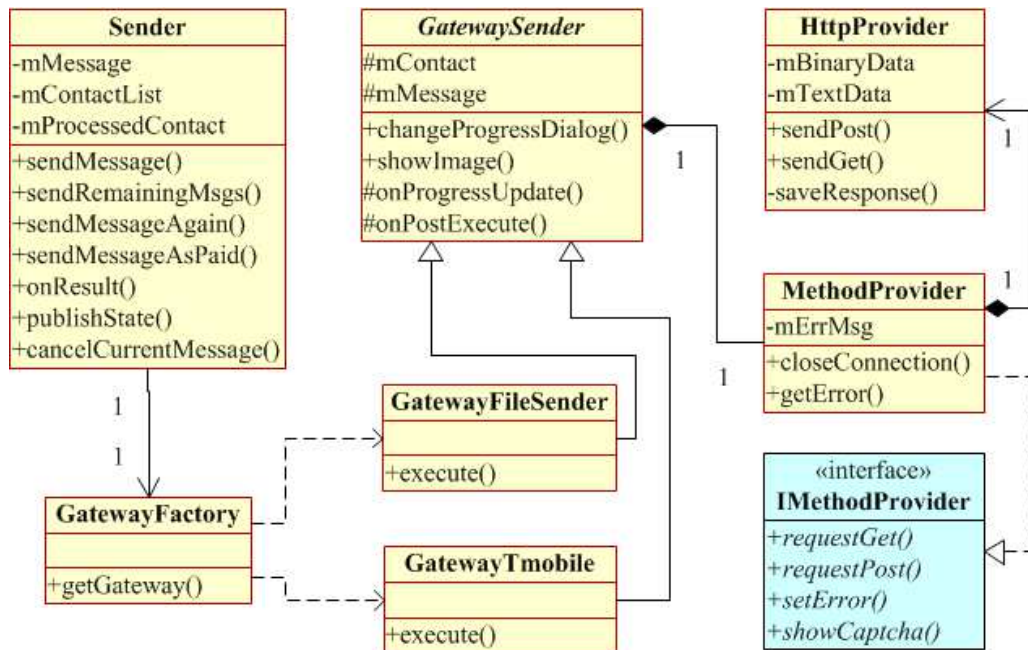 Sender
-mMessage
-mContactList
-mProcessedContact
+sendMessage()
+sendRemainingMsgs()
+sendMessageAgain()
+sendMessageAsPaid()
+onResult()
+publishState()
+cancelCurrentMessage()
1
1
GatewayFactory
+getGateway()
GatewaySender
#mContact
#mMessage
+changeProgressDialog()
+showImage()
#onProgressUpdate()
#onPostExecute()
1
1
GatewayFileSender
+execute()
GatewayTmobile
+execute()
HttpProvider
-mBinaryData
-mTextData
+sendPost()
+sendGet()
-saveResponse()
1
1
MethodProvider
-mErrMsg
+closeConnection()
+getError()
«interface»
IMethodProvider
+requestGet()
+requestPost()
+setError()
+showCaptcha()